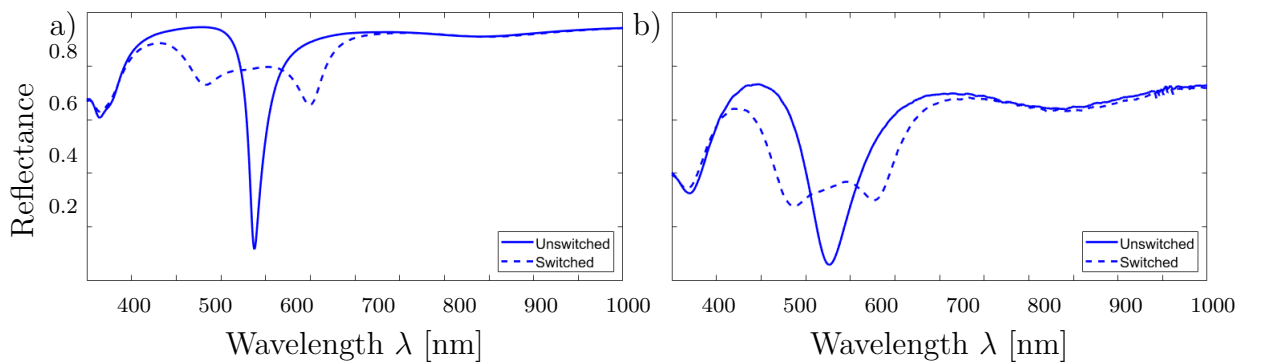 a)
0.8
0.6
0.4
0.2
Reflectance
Unswitched
Switched
400 500 600 700 800 900 1000
Wavelength λ [nm]
b)
Unswitched
Switched
400 500 600 700 800 900 1000
Wavelength λ [nm]